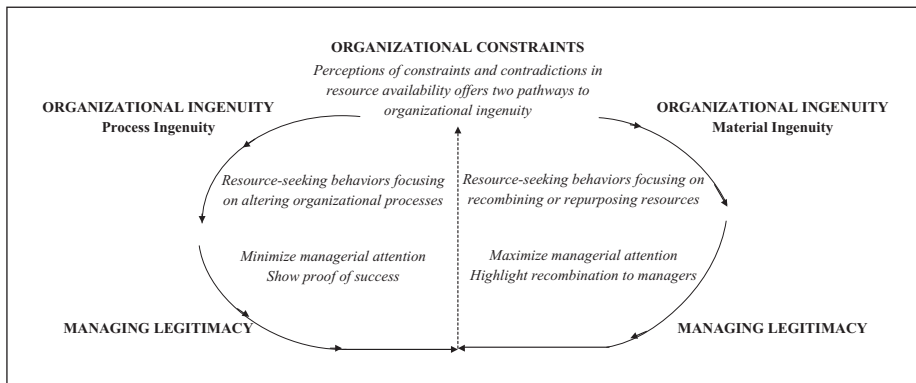 ORGANIZATIONAL CONSTRAINTS
Perceptions of constraints and contradictions in
resource availability offers two pathways to
organizational ingenuity
ORGANIZATIONAL INGENUITY
Process Ingenuity
ORGANIZATIONAL INGENUITY
Material Ingenuity
Resource-seeking behaviors focusing
on altering organizational processes
Resource-seeking behaviors focusing on
recombining or repurposing resources
Minimize managerial attention
Show proof of success
Maximize managerial attention
Highlight recombination to managers
MANAGING LEGITIMACY
MANAGING LEGITIMACY